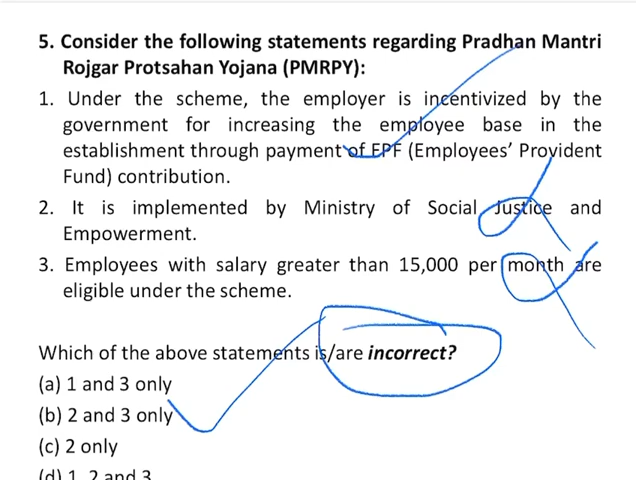 5. Consider the following statements regarding Pradhan Mantri
Rojgar Protsahan Yojana (PMRPY):
1. Under the scheme, the employer is incentivized by the
government for increasing the employee base in the
establishment through payment of EPF (Employees' Provident
Fund) contribution.
2. It is implemented by Ministry of Social Justice and
Empowerment.
3. Employees with salary greater than 15,000 per month are
eligible under the scheme.
Which of the above statements is/are incorrect?
(a) 1 and 3 only
(b) 2 and 3 only
(c) 2 only
(d) 1, 2 and 3